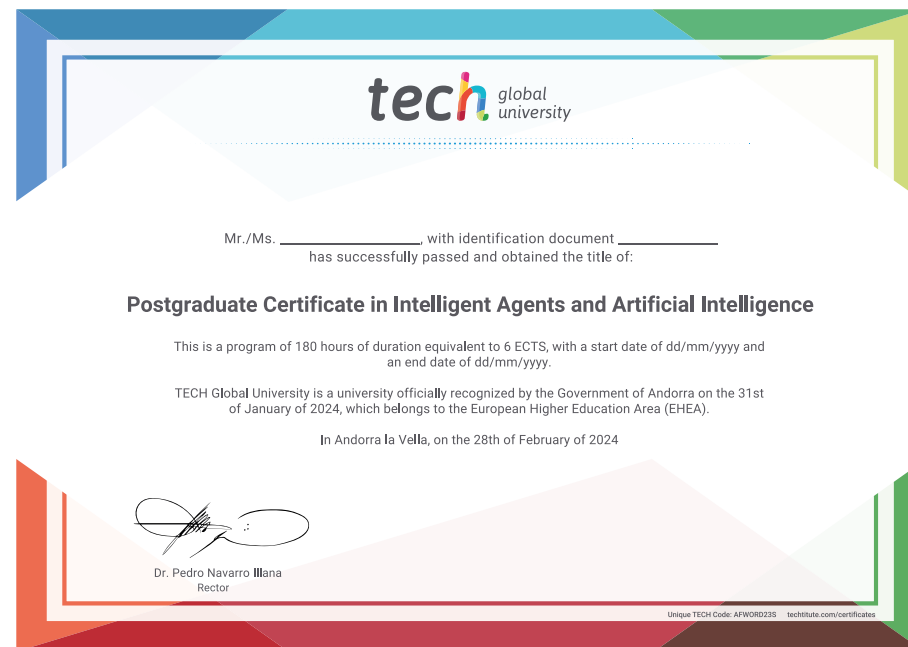 tech global university
Mr./Ms. ____________________, with identification document ______________
has successfully passed and obtained the title of:
Postgraduate Certificate in Intelligent Agents and Artificial Intelligence
This is a program of 180 hours of duration equivalent to 6 ECTS, with a start date of dd/mm/yyyy and
an end date of dd/mm/yyyy.
TECH Global University is a university officially recognized by the Government of Andorra on the 31st
of January of 2024, which belongs to the European Higher Education Area (EHEA).
In Andorra la Vella, on the 28th of February of 2024
Dr. Pedro Navarro Illana
Rector
Unique TECH Code: AFWORD23S techtitute.com/certificates